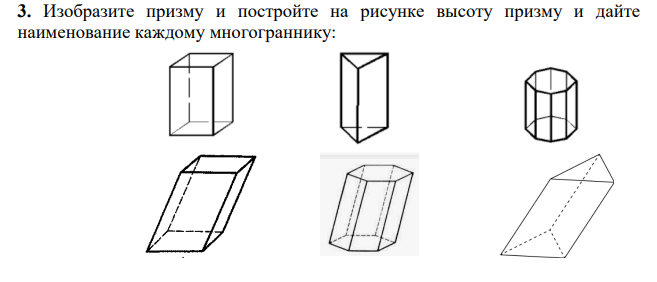 3. Изобразите призму и постройте на рисунке высоту призму и дайте
наименование каждому многограннику: